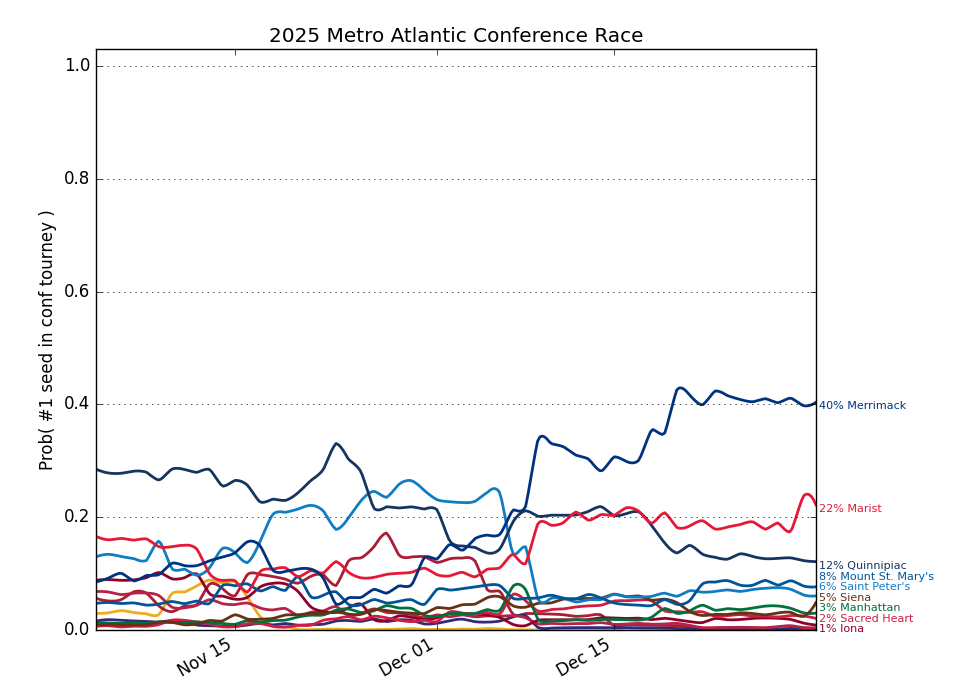 2025 Metro Atlantic Conference Race
Prob( #1 seed in conf tourney )
1.0
0.8
0.6
0.4
0.2
0.0
Nov 15
Dec 01
Dec 15
40% Merrimack
22% Marist
12% Quinnipiac
8% Mount St. Mary's
6% Saint Peter's
5% Siena
3% Manhattan
2% Sacred Heart
1% Iona